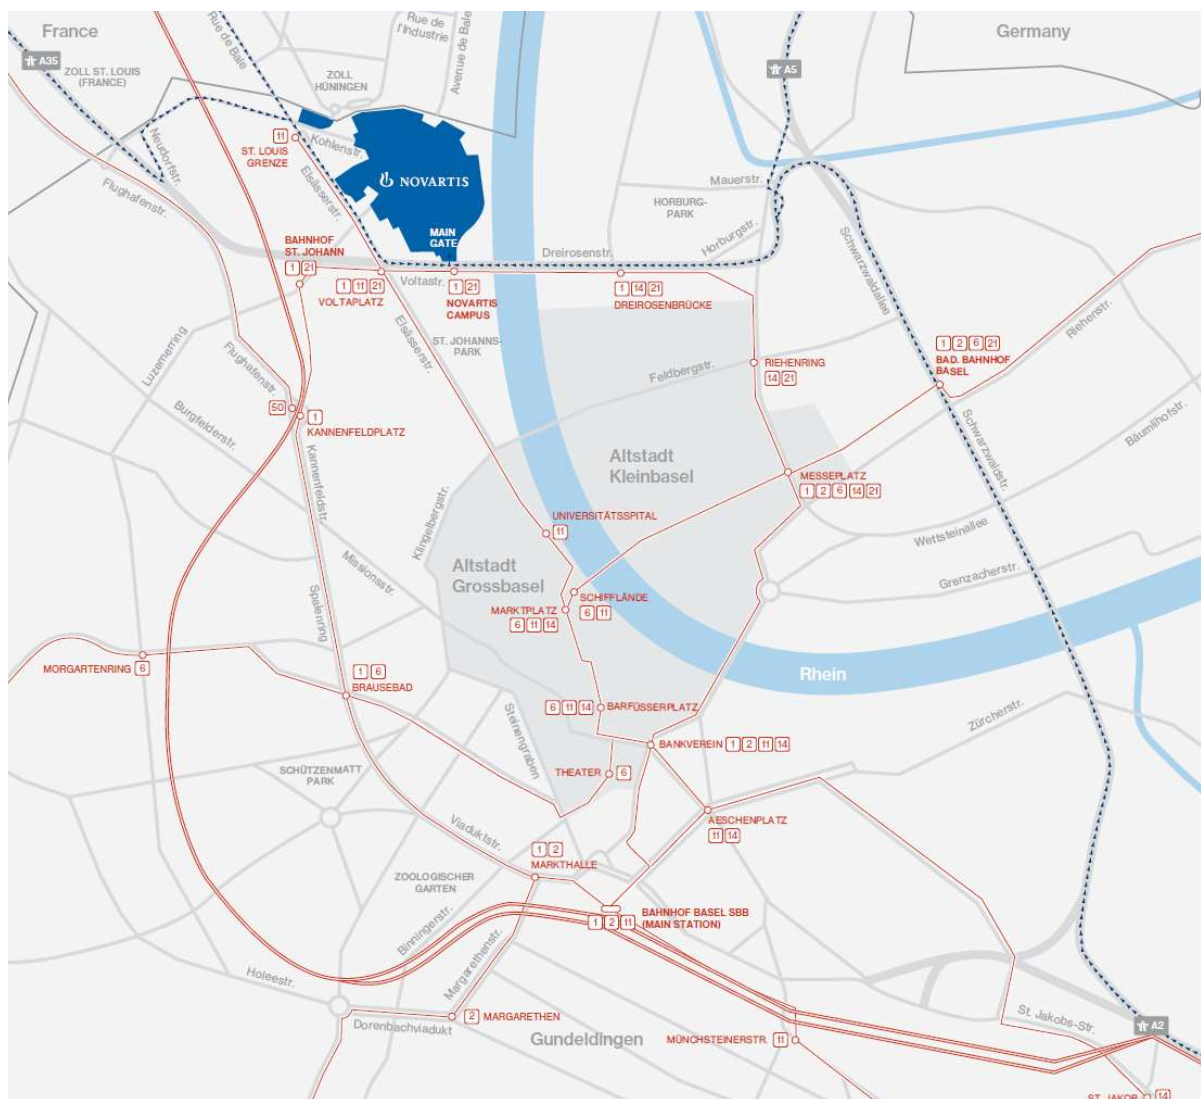 France
Germany
A35
A5
Rue de Bale
Rue de
l'Industrie
Avenue de Bale
ZOLL ST. LOUIS
(FRANCE)
ZOLL
HÜNINGEN
Neudorfstr.
11
ST. LOUIS
GRENZE
Kohlenstr.
NOVARTIS
Flughafenstr.
Elsässerstr.
Mauerstr.
HORBURG-
PARK
MAIN
GATE
Horburgstr.
Schwarzwaldallee
BAHNHOF
ST. JOHANN
1 21
Dreirosenstr.
1 11 21
VOLTAPLATZ
Voltastr.
1 21
NOVARTIS
CAMPUS
1 14 21
DREIROSENBRÜCKE
Riehenstr.
Luzernerring
Elsässerstr.
ST. JOHANNS-
PARK
1 2 6 21
BAD. BAHNHOF
BASEL
Flughafenstr.
Feldbergstr.
RIEHENRING
14 21
50
1
KANNENFELDPLATZ
Burgfelderstr.
Bäumlihofstr.
Schwarzwaldstr.
Kannenfeldstr.
Altstadt
Kleinbasel
MESSEPLATZ
1 2 6 14 21
Klingelbergstr.
UNIVERSITÄTSSPITAL
11
Wettsteinallee
Missionsstr.
Altstadt
Grossbasel
Grenzacherstr.
SCHIFFLÄNDE
6 11
MARKTPLATZ
6 11 14
Spalenring
MORGARTENRING 6
1 6
BRAUSEBAD
Rhein
6 11 14 BARFÜSSERPLATZ
Steinengraben
Zürcherstr.
BANKVEREIN 1 2 11 14
THEATER 6
SCHÜTZENMATT
PARK
Viaduktstr.
AESCHENPLATZ
11 14
1 2
MARKTHALLE
ZOOLOGISCHER
GARTEN
BAHNHOF BASEL SBB
(MAIN STATION)
1 2 11
Binningerstr.
Margarethenstr.
Holeestr.
2 MARGARETHEN
Dorenbachviadukt
Gundeldingen
MÜNCHSTEINERSTR. 11
St. Jakobs-Str.
A2
ST. JAKOB 14